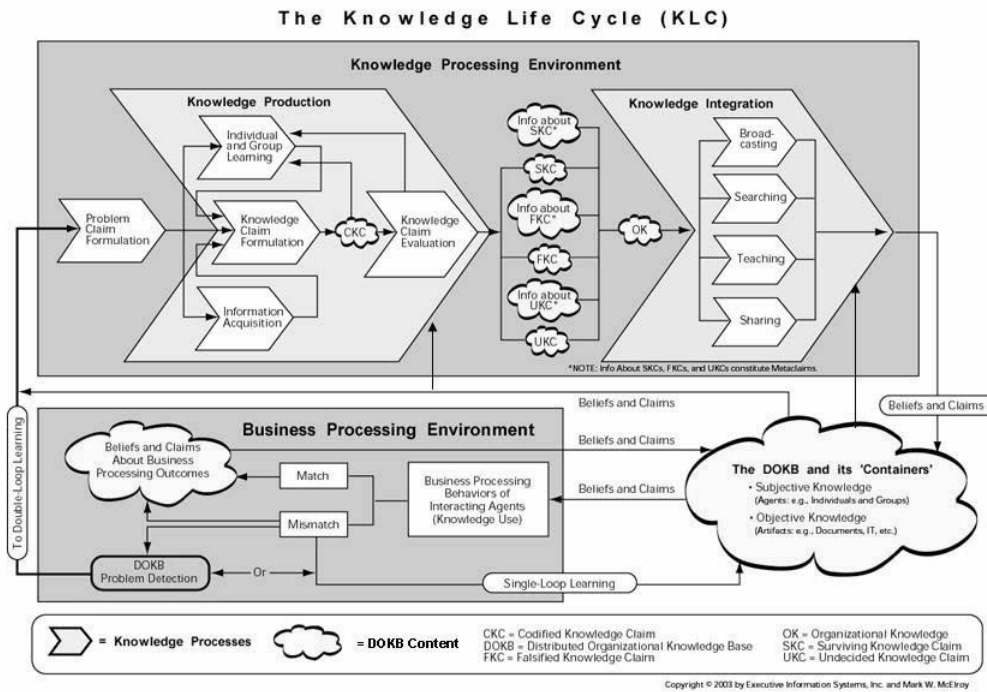 The Knowledge Life Cycle (KLC)
Knowledge Processing Environment
Knowledge Production
Individual
and Group
Learning
Problem
Claim
Formulation
Knowledge
Claim
Formulation
CKC
Knowledge
Claim
Evaluation
Information
Acquisition
Info about
SKC*
SKC
Info about
FKC*
FKC
Info about
UKC*
UKC
OK
Knowledge Integration
Broad-
casting
Searching
Teaching
Sharing
*NOTE: Info About SKCs, FKCs, and UKCs constitute Metaclaims.
Beliefs and Claims
Beliefs and Claims
To Double-Loop Learning
Business Processing Environment
Beliefs and Claims
About Business
Processing Outcomes
Match
Mismatch
Business Processing
Behaviors of
Interacting Agents
(Knowledge Use)
Beliefs and Claims
Beliefs and Claims
DOKB
Problem Detection
Or
Single-Loop Learning
The DOKB and its 'Containers'
• Subjective Knowledge
(Agents: e.g., Individuals and Groups)
• Objective Knowledge
(Artifacts: e.g., Documents, IT, etc.)
= Knowledge Processes
= DOKB Content
CKC = Codified Knowledge Claim
DOKB = Distributed Organizational Knowledge Base
FKC = Falsified Knowledge Claim
OK = Organizational Knowledge
SKC = Surviving Knowledge Claim
UKC = Undecided Knowledge Claim
Copyright © 2003 by Executive Information Systems, Inc. and Mark W. McElroy